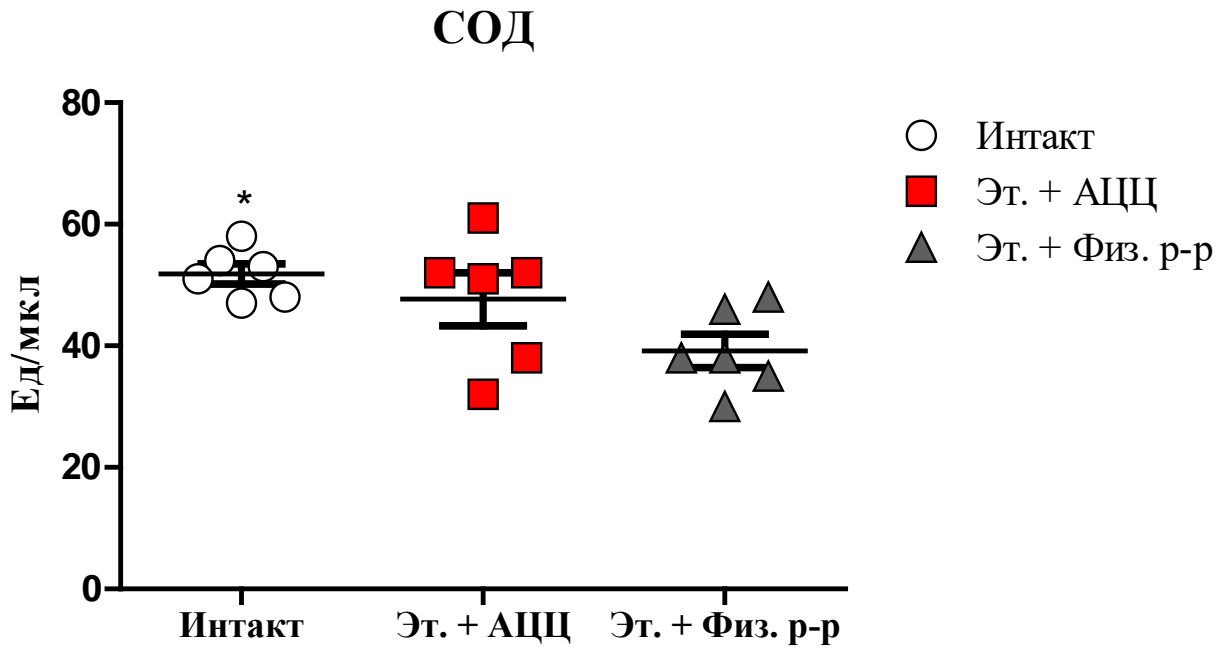 СОД
Ед/мкл
80
60
40
20
0
*
Интакт
Эт. + АЦЦ
Эт. + Физ. р-р
Интакт
Эт. + АЦЦ
Эт. + Физ. р-р